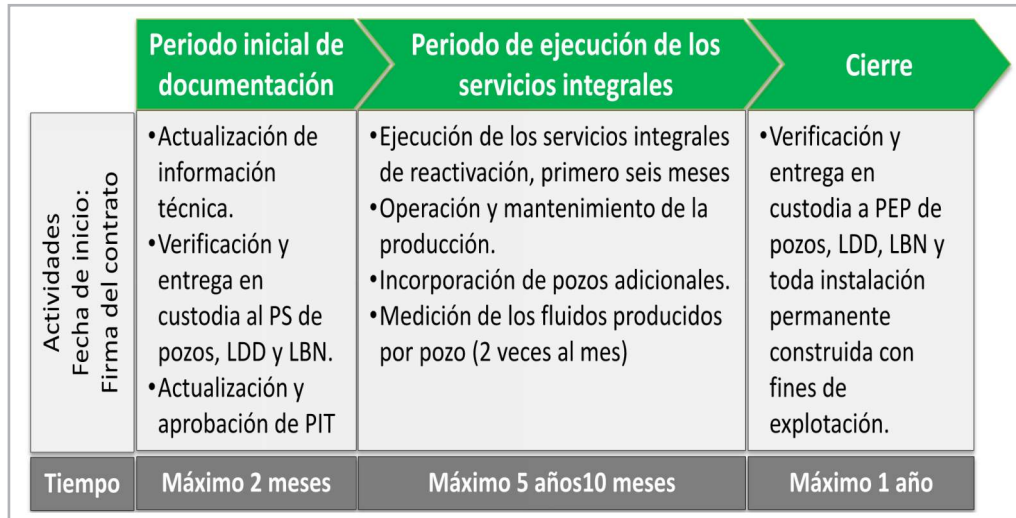 Periodo inicial de
documentación
Periodo de ejecución de los
servicios integrales
Cierre
Actividades
Fecha de inicio:
Firma del contrato
•Actualización de
información
técnica.
•Verificación y
entrega en
custodia al PS de
pozos, LDD y LBN.
•Actualización y
aprobación de PIT
•Ejecución de los servicios integrales
de reactivación, primero seis meses
•Operación y mantenimiento de la
producción.
•Incorporación de pozos adicionales.
•Medición de los fluidos producidos
por pozo (2 veces al mes)
•Verificación y
entrega en
custodia a PEP de
pozos, LDD, LBN y
toda instalación
permanente
construida con
fines de
explotación.
Tiempo
Máximo 2 meses
Máximo 5 años10 meses
Máximo 1 año